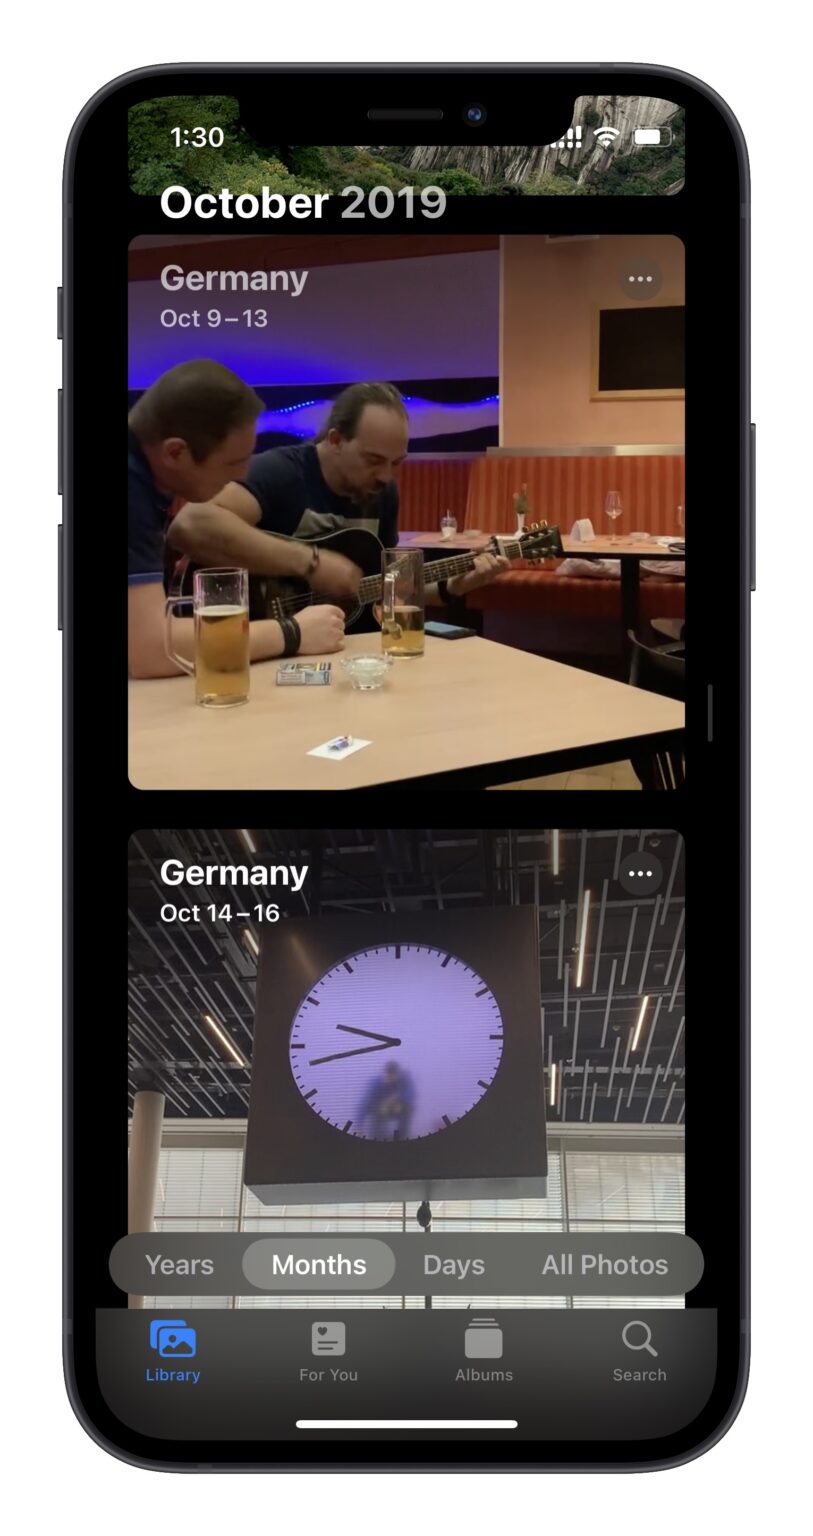 1:30
October 2019
Germany
Oct 9–13
Germany
Oct 14–16
Years Months Days All Photos
Library For You Albums Search